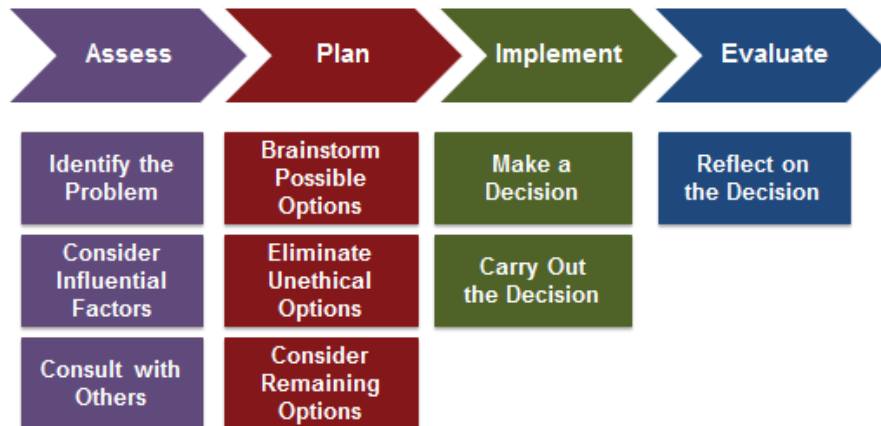 Assess
Plan
Implement
Evaluate
Identify the
Problem
Consider
Influential
Factors
Consult with
Others
Brainstorm
Possible
Options
Eliminate
Unethical
Options
Consider
Remaining
Options
Make a
Decision
Carry Out
the Decision
Reflect on
the Decision